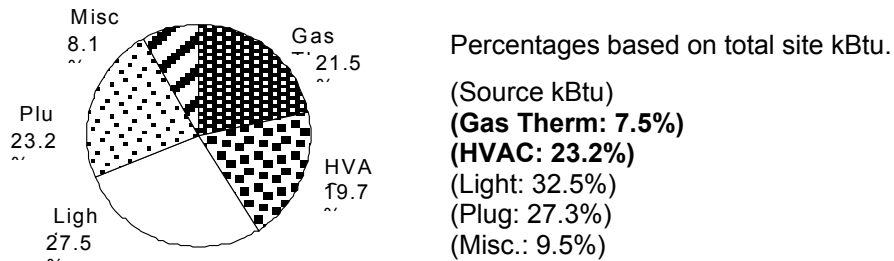 Misc
8.1
%
Gas
21.5
%
Plu
23.2
%
HVA
19.7
%
Ligh
27.5
%
Percentages based on total site kBtu.
(Source kBtu)
(Gas Therm: 7.5%)
(HVAC: 23.2%)
(Light: 32.5%)
(Plug: 27.3%)
(Misc.: 9.5%)